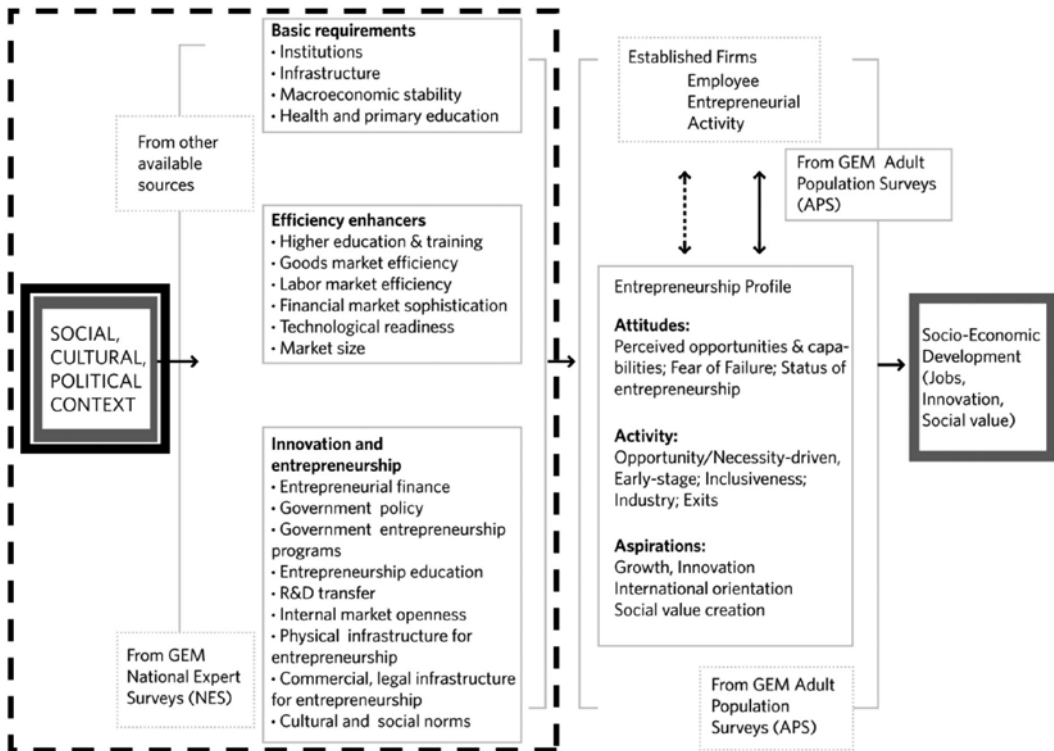 SOCIAL,
CULTURAL,
POLITICAL
CONTEXT
From other
available
sources
From GEM
National Expert
Surveys (NES)
Basic requirements
· Institutions
· Infrastructure
· Macroeconomic stability
· Health and primary education
Efficiency enhancers
· Higher education & training
· Goods market efficiency
· Labor market efficiency
· Financial market sophistication
· Technological readiness
· Market size
Innovation and
entrepreneurship
· Entrepreneurial finance
· Government policy
· Government entrepreneurship
programs
· Entrepreneurship education
· R&D transfer
· Internal market openness
· Physical infrastructure for
entrepreneurship
· Commercial, legal infrastructure
for entrepreneurship
· Cultural and social norms
Established Firms
Employee
Entrepreneurial
Activity
From GEM Adult
Population Surveys
(APS)
Entrepreneurship Profile
Attitudes:
Perceived opportunities & capa-
bilities; Fear of Failure; Status of
entrepreneurship
Activity:
Opportunity/Necessity-driven,
Early-stage; Inclusiveness;
Industry; Exits
Aspirations:
Growth, Innovation
International orientation
Social value creation
From GEM Adult
Population
Surveys (APS)
Socio-Economic
Development
(Jobs,
Innovation,
Social value)